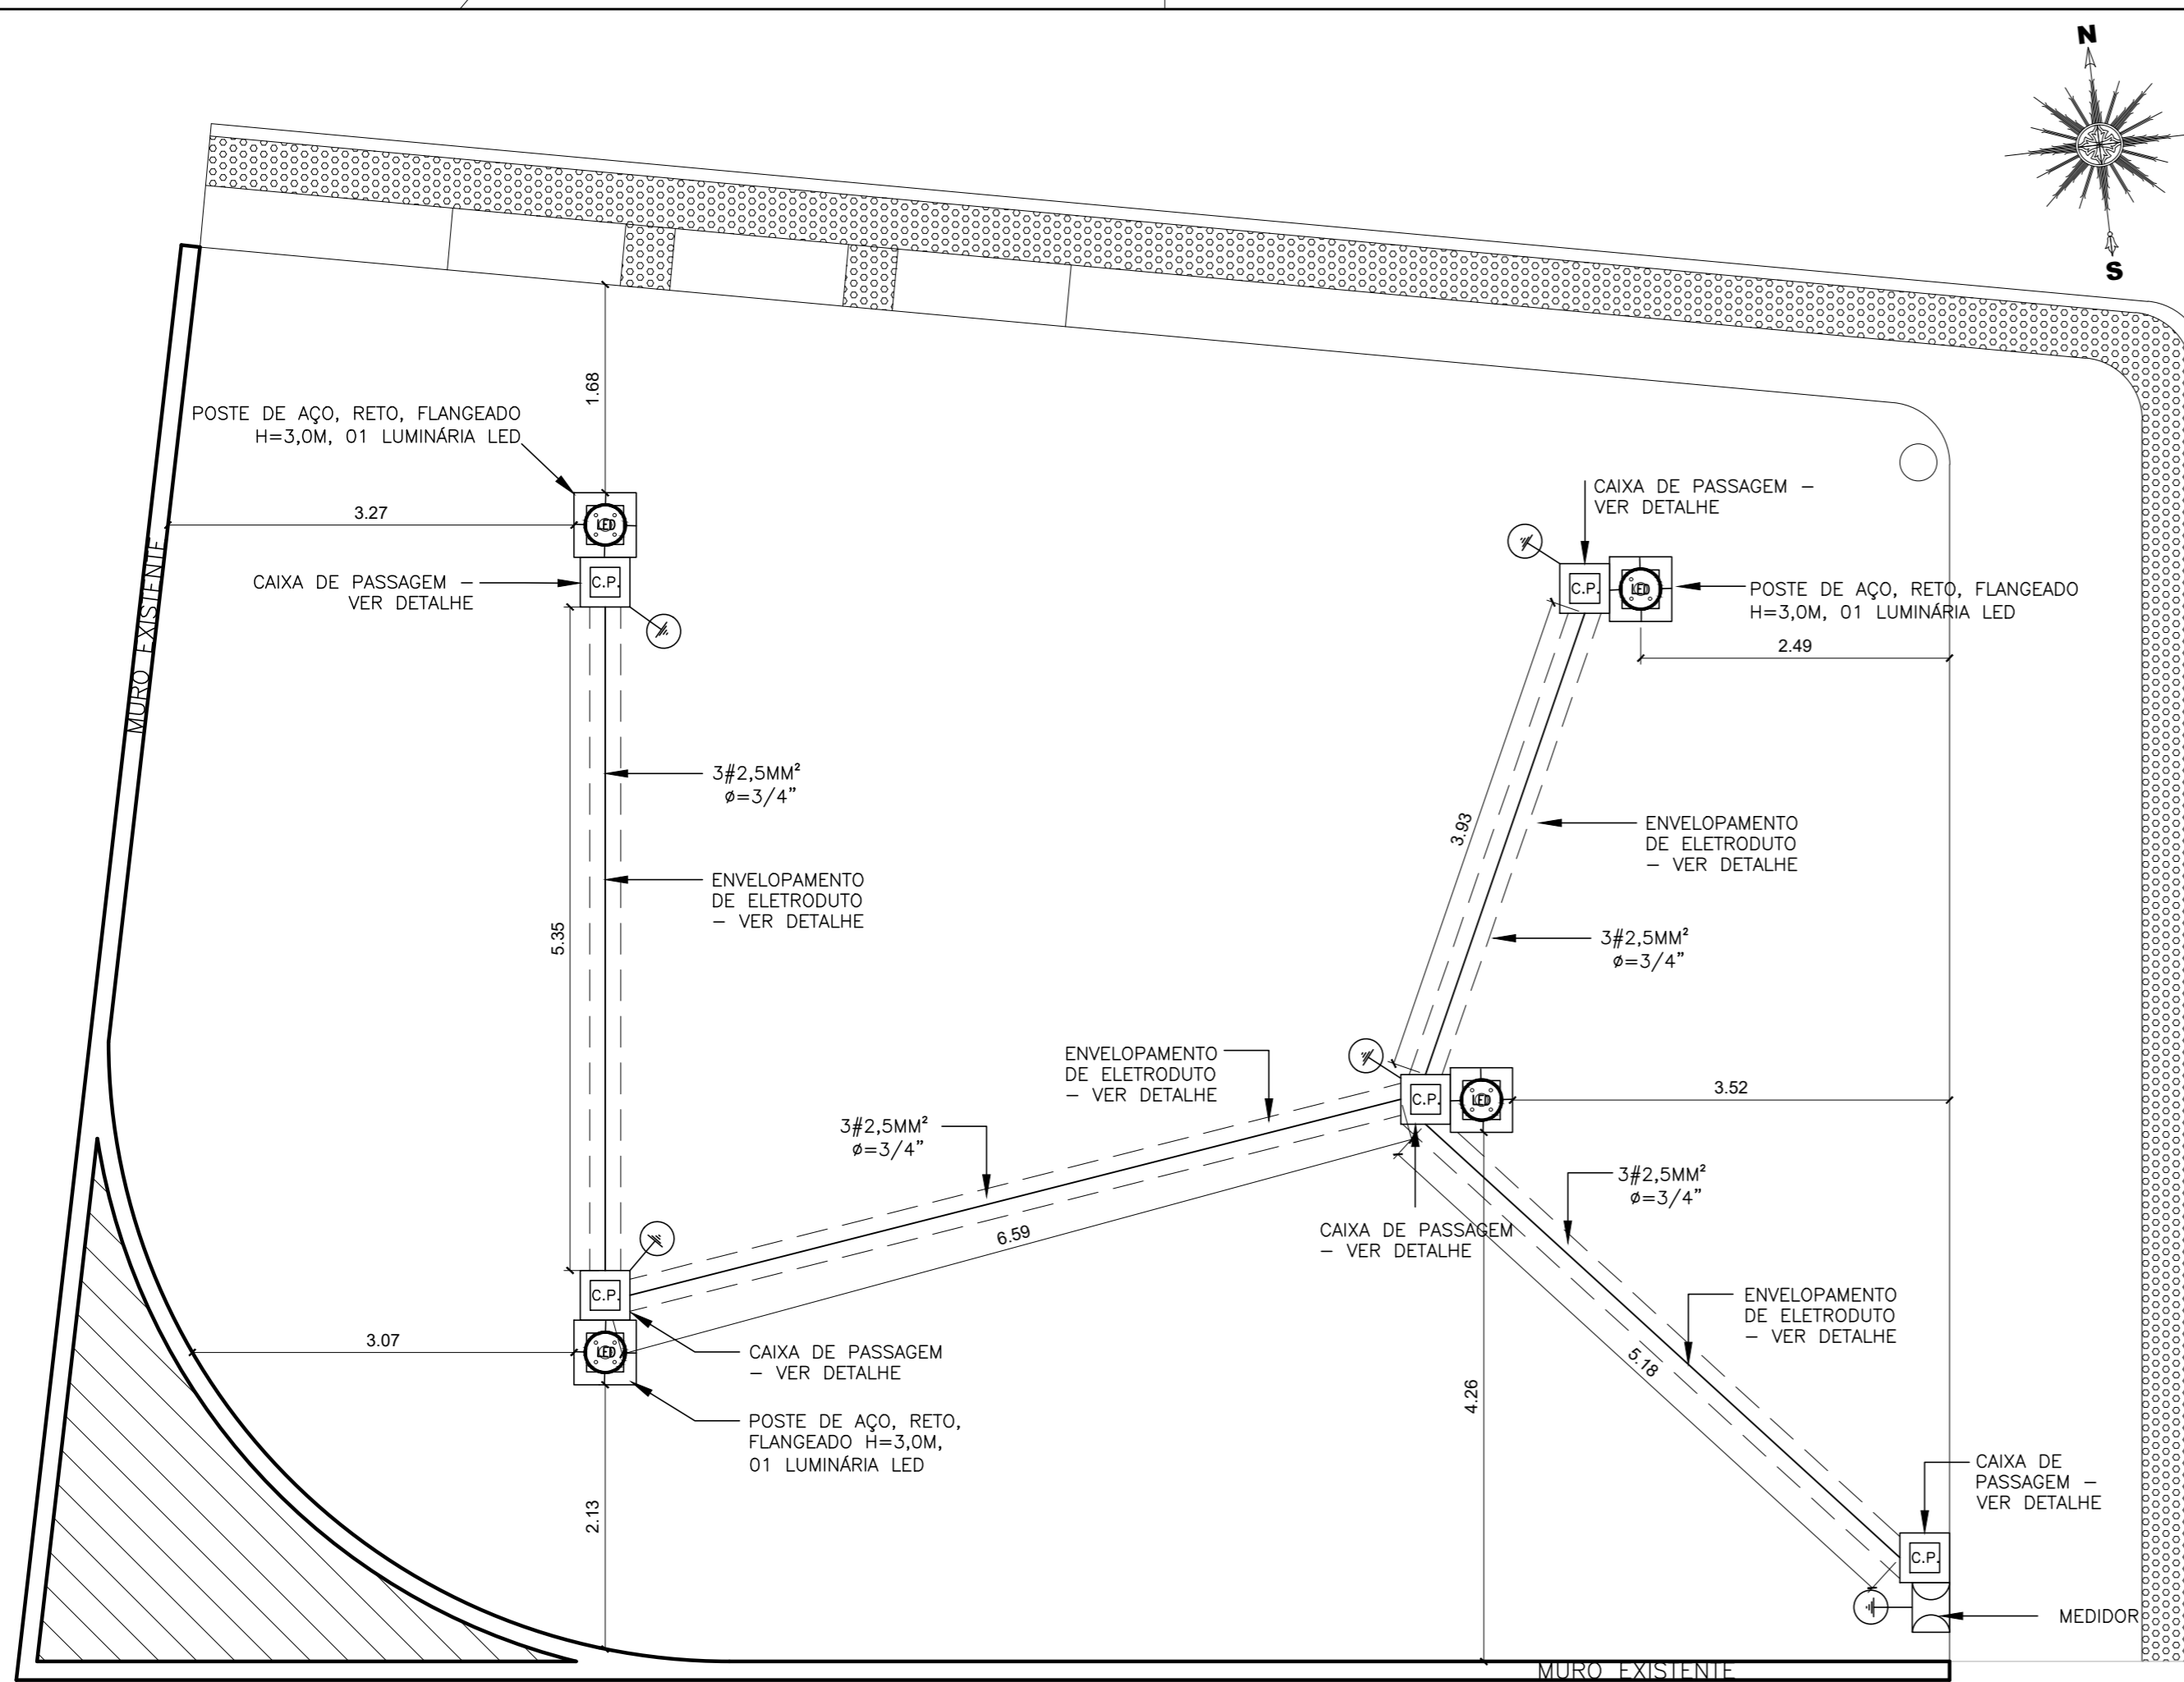 N
S
1.68
POSTE DE AÇO, RETO, FLANGEADO
H=3,0M, 01 LUMINÁRIA LED
3.27
LED
MURO EXISTENTE
CAIXA DE PASSAGEM –
VER DETALHE
C.P.
CAIXA DE PASSAGEM –
VER DETALHE
C.P.
LED
POSTE DE AÇO, RETO, FLANGEADO
H=3,0M, 01 LUMINÁRIA LED
2.49
3#2,5MM²
ø=3/4"
ENVELOPAMENTO
DE ELETRODUTO
– VER DETALHE
5.35
3.93
ENVELOPAMENTO
DE ELETRODUTO
– VER DETALHE
3#2,5MM²
ø=3/4"
ENVELOPAMENTO
DE ELETRODUTO
– VER DETALHE
3#2,5MM²
ø=3/4"
C.P.
LED
3.52
3#2,5MM²
ø=3/4"
CAIXA DE PASSAGEM
– VER DETALHE
6.59
C.P.
LED
3.07
CAIXA DE PASSAGEM
– VER DETALHE
POSTE DE AÇO, RETO,
FLANGEADO H=3,0M,
01 LUMINÁRIA LED
2.13
4.26
5.18
ENVELOPAMENTO
DE ELETRODUTO
– VER DETALHE
CAIXA DE
PASSAGEM –
VER DETALHE
C.P.
MEDIDOR
MURO EXISTENTE